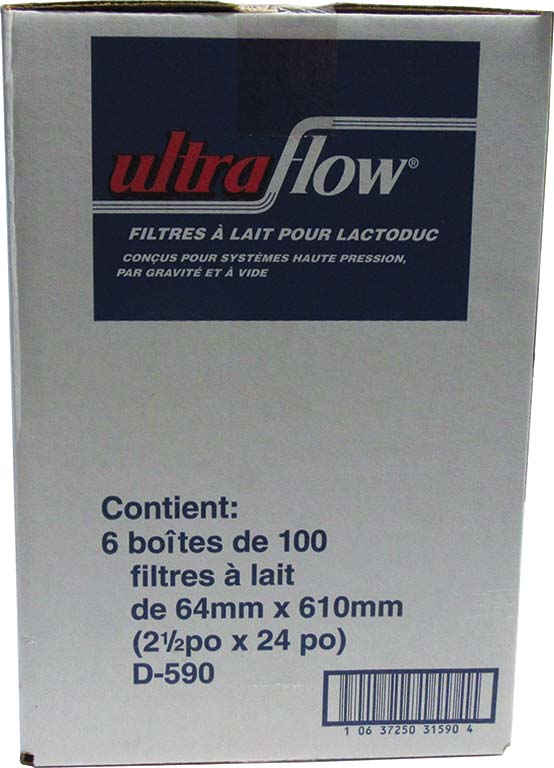 ultraflow®
FILTRES À LAIT POUR LACTODUC
CONÇUS POUR SYSTÈMES HAUTE PRESSION,
PAR GRAVITÉ ET À VIDE
Contient:
6 boîtes de 100
filtres à lait
de 64mm x 610mm
(2½po x 24 po)
D-590
1 06 37250 31590 4